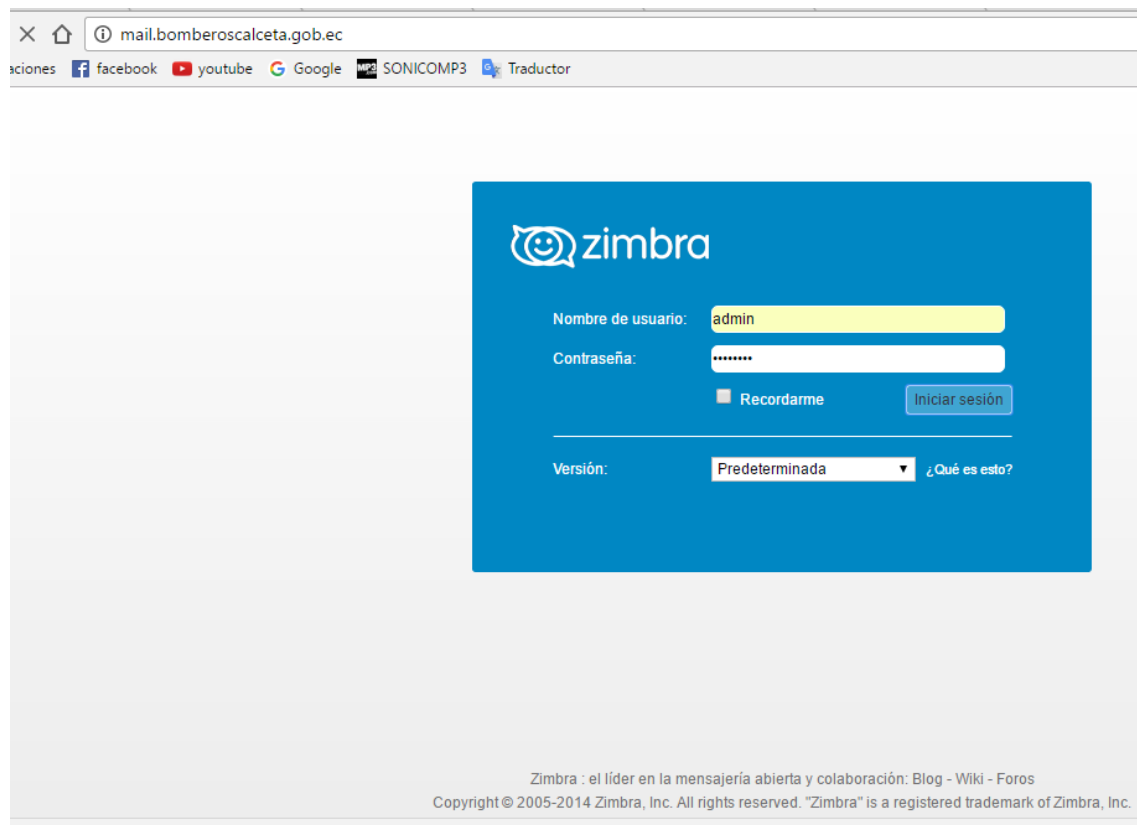 mail.bomberoscalceta.gob.ec
aciones facebook youtube Google MP3 SONICOMP3 Traductor
zimbra
Nombre de usuario: admin
Contraseña: ••••••••
Recordarme Iniciar sesión
Versión: Predeterminada ¿Qué es esto?
Zimbra : el líder en la mensajería abierta y colaboración: Blog - Wiki - Foros
Copyright © 2005-2014 Zimbra, Inc. All rights reserved. "Zimbra" is a registered trademark of Zimbra, Inc.